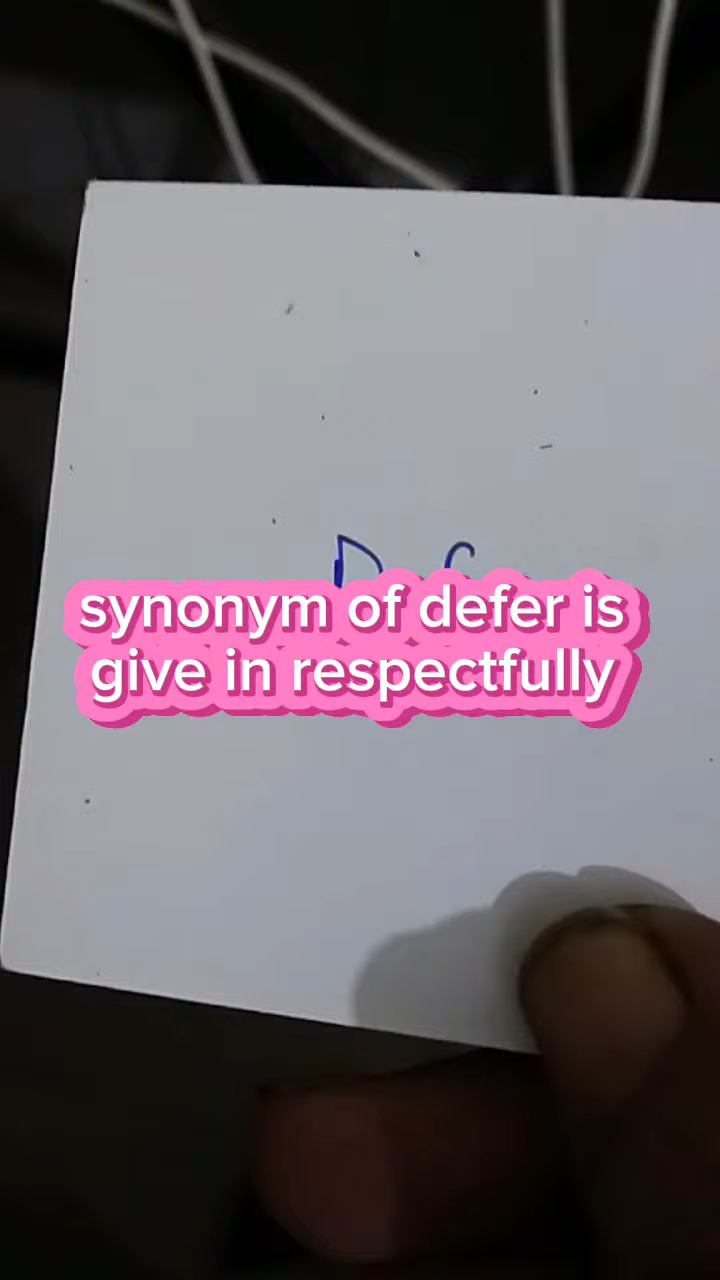 synonym of defer is
give in respectfully